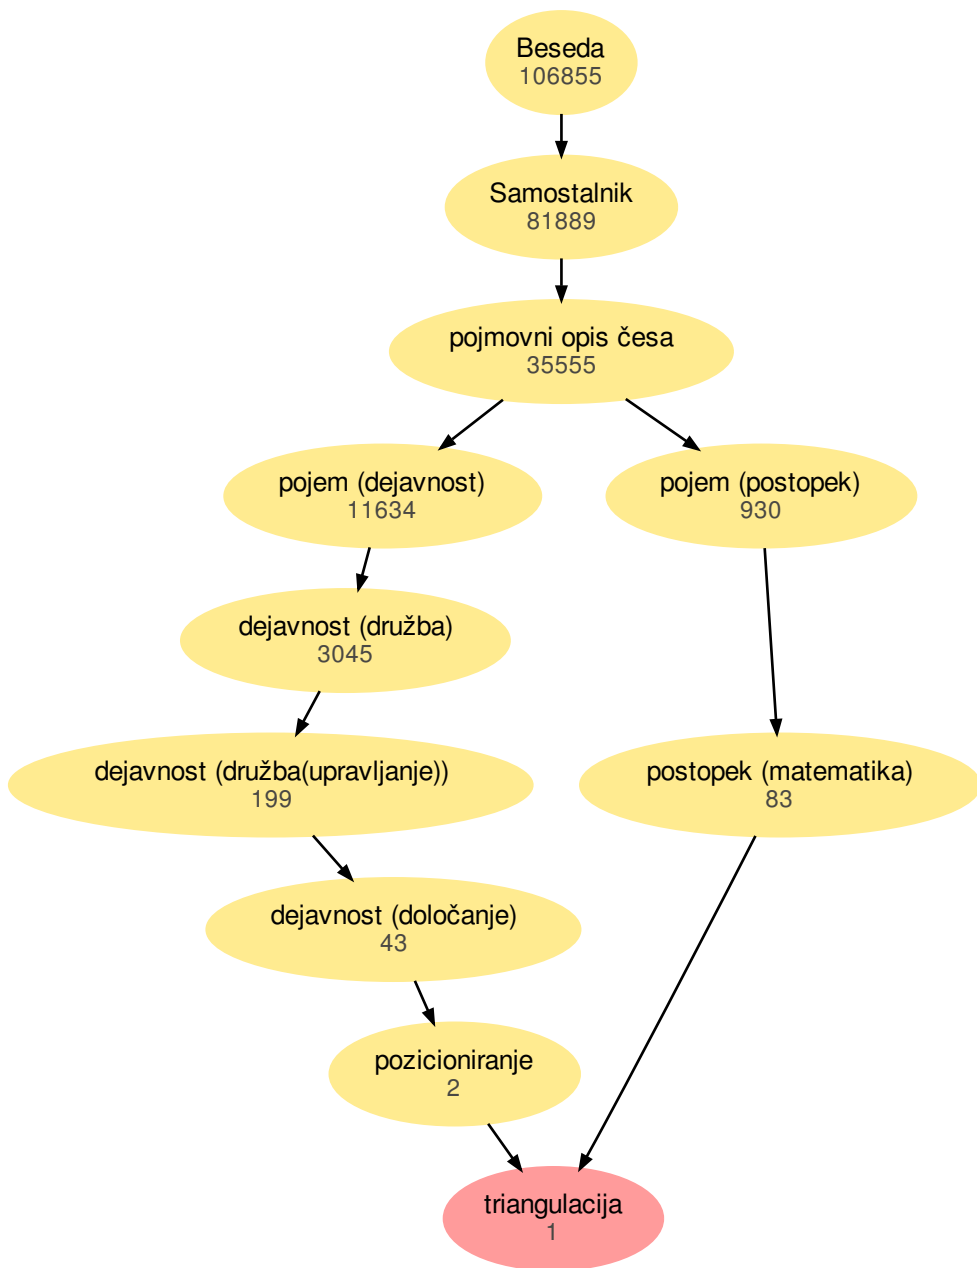 Beseda
106855
Samostalnik
81889
pojmovni opis česa
35555
pojem (dejavnost)
11634
pojem (postopek)
930
dejavnost (družba)
3045
dejavnost (družba(upravljanje))
199
postopek (matematika)
83
dejavnost (določanje)
43
pozicioniranje
2
triangulacija
1